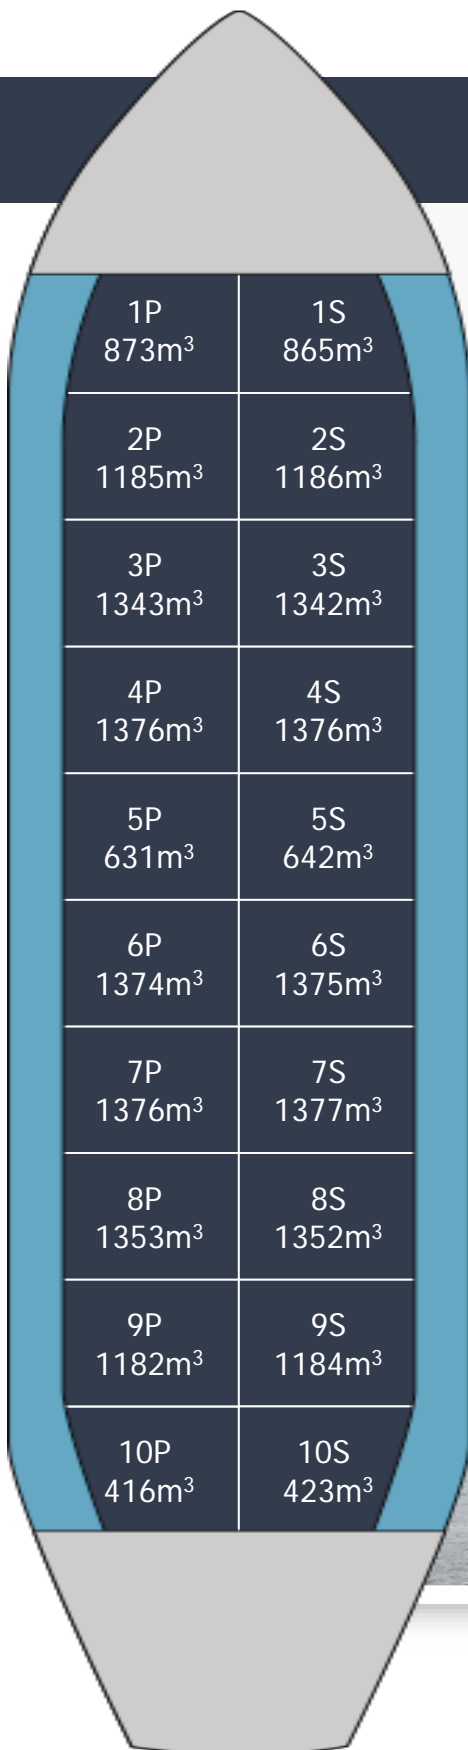 1P
873m³
1S
865m³
2P
1185m³
2S
1186m³
3P
1343m³
3S
1342m³
4P
1376m³
4S
1376m³
5P
631m³
5S
642m³
6P
1374m³
6S
1375m³
7P
1376m³
7S
1377m³
8P
1353m³
8S
1352m³
9P
1182m³
9S
1184m³
10P
416m³
10S
423m³